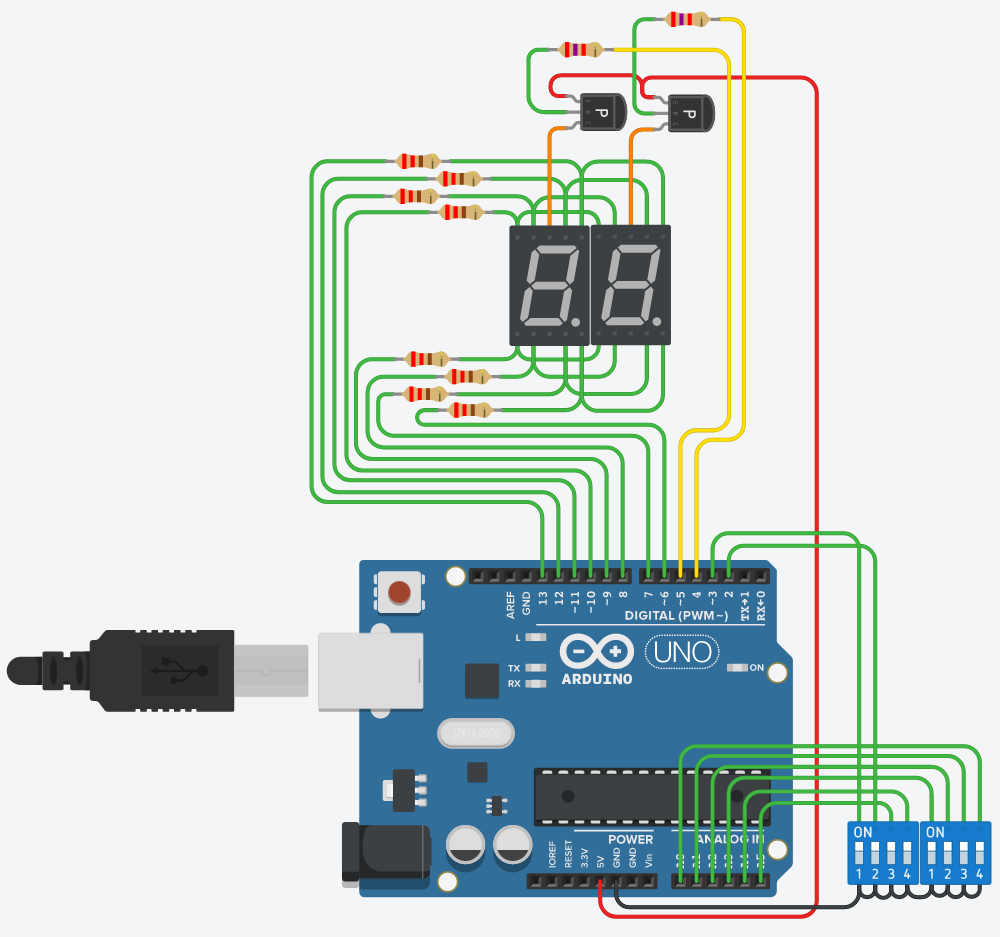 P
P
AREF
GND
13
12
~11
~10
~9
8
7
~6
~5
4
~3
2
TX→1
RX←0
DIGITAL (PWM~)
L
TX
RX
ARDUINO
UNO
ON
POWER
ANALOG IN
IOREF
RESET
3.3V
5V
GND
GND
Vin
ON
1 2 3 4
ON
1 2 3 4